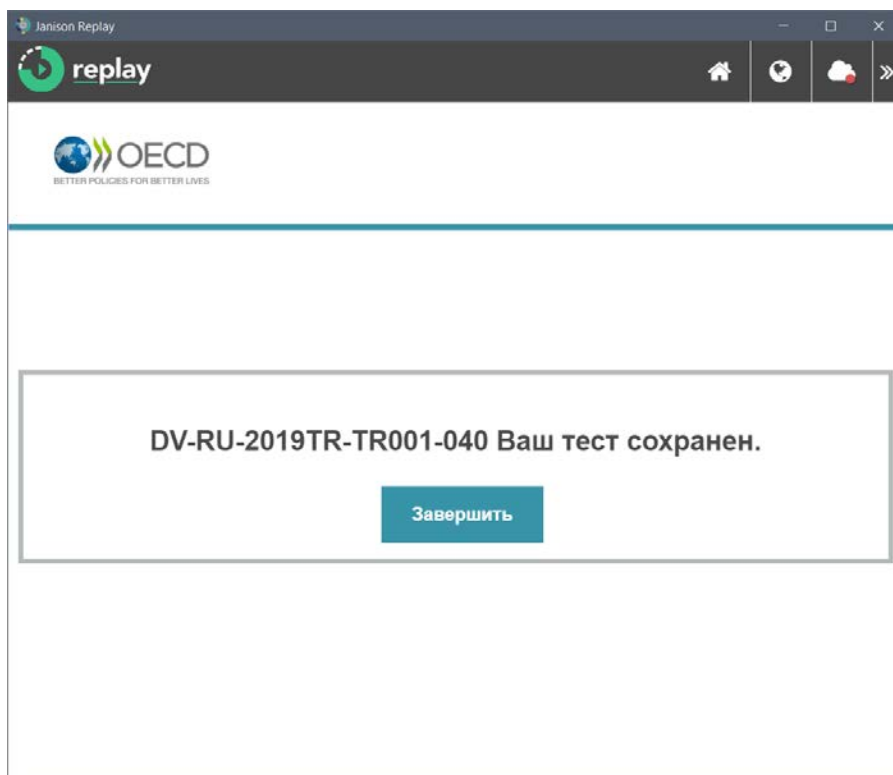 Janison Replay
replay
OECD
BETTER POLICIES FOR BETTER LIVES
DV-RU-2019TR-TR001-040 Ваш тест сохранен.
Завершить